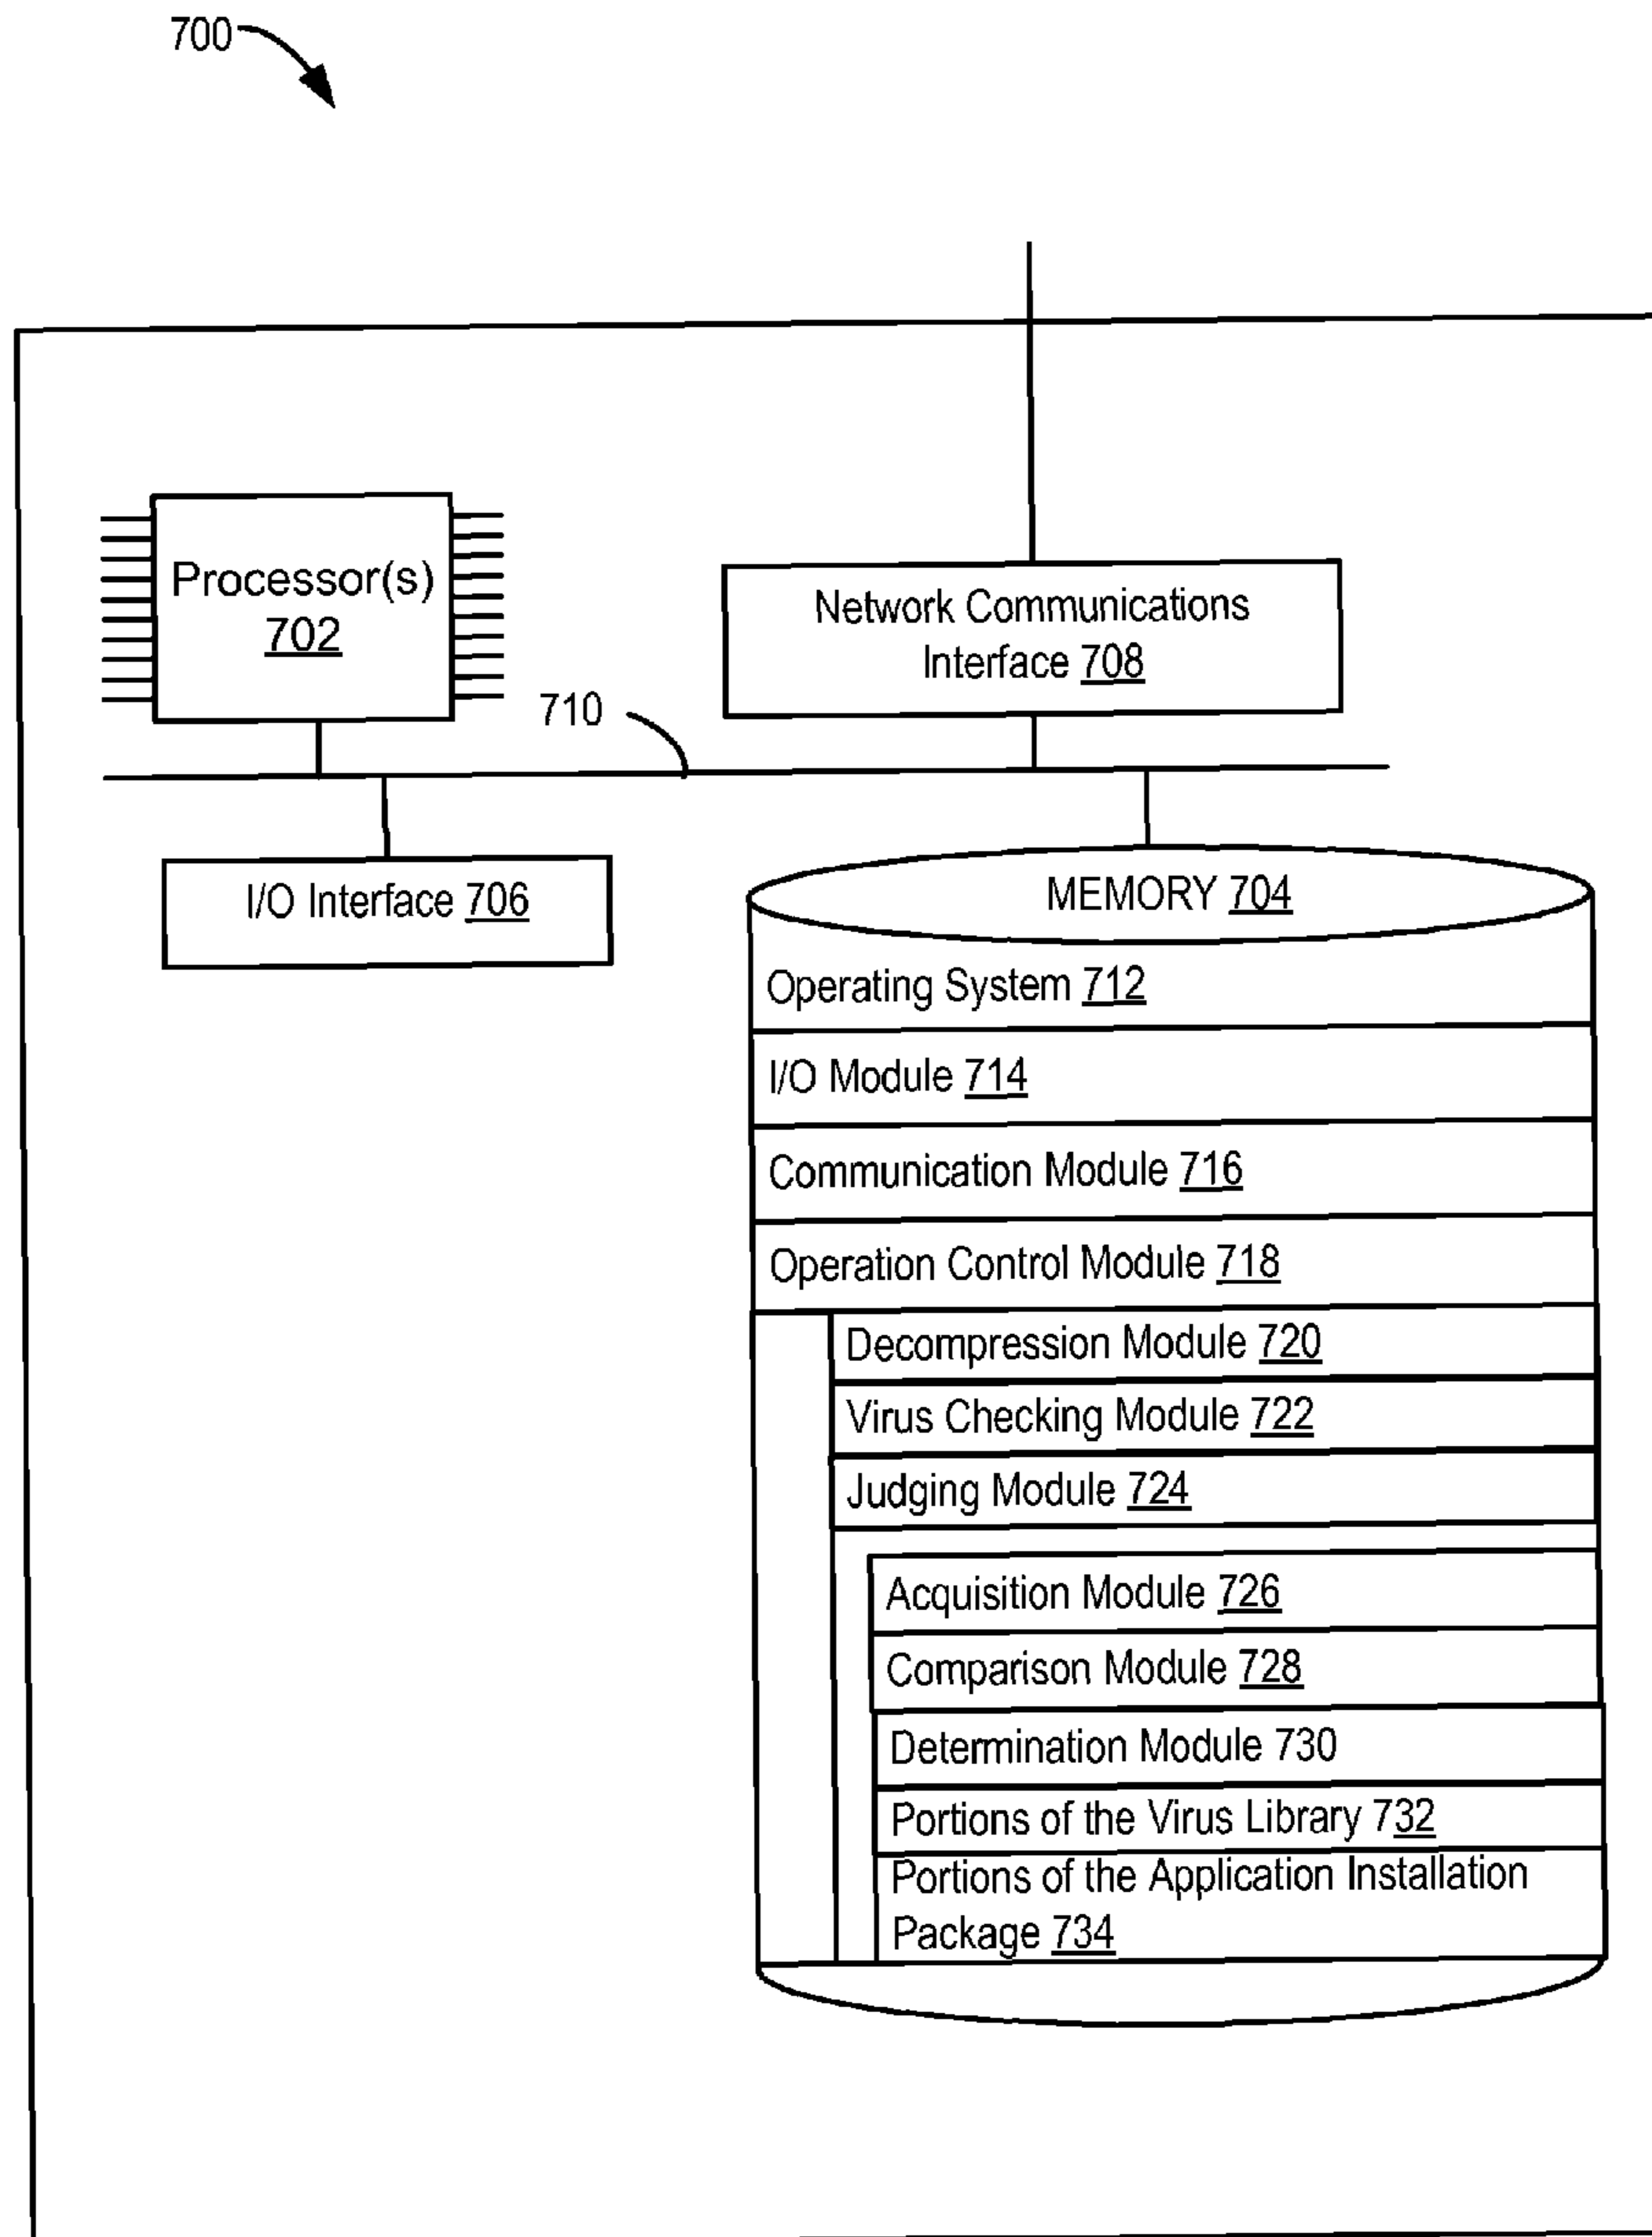 700
Processor(s)
702
Network Communications
Interface 708
710
I/O Interface 706
MEMORY 704
Operating System 712
I/O Module 714
Communication Module 716
Operation Control Module 718
Decompression Module 720
Virus Checking Module 722
Judging Module 724
Acquisition Module 726
Comparison Module 728
Determination Module 730
Portions of the Virus Library 732
Portions of the Application Installation
Package 734